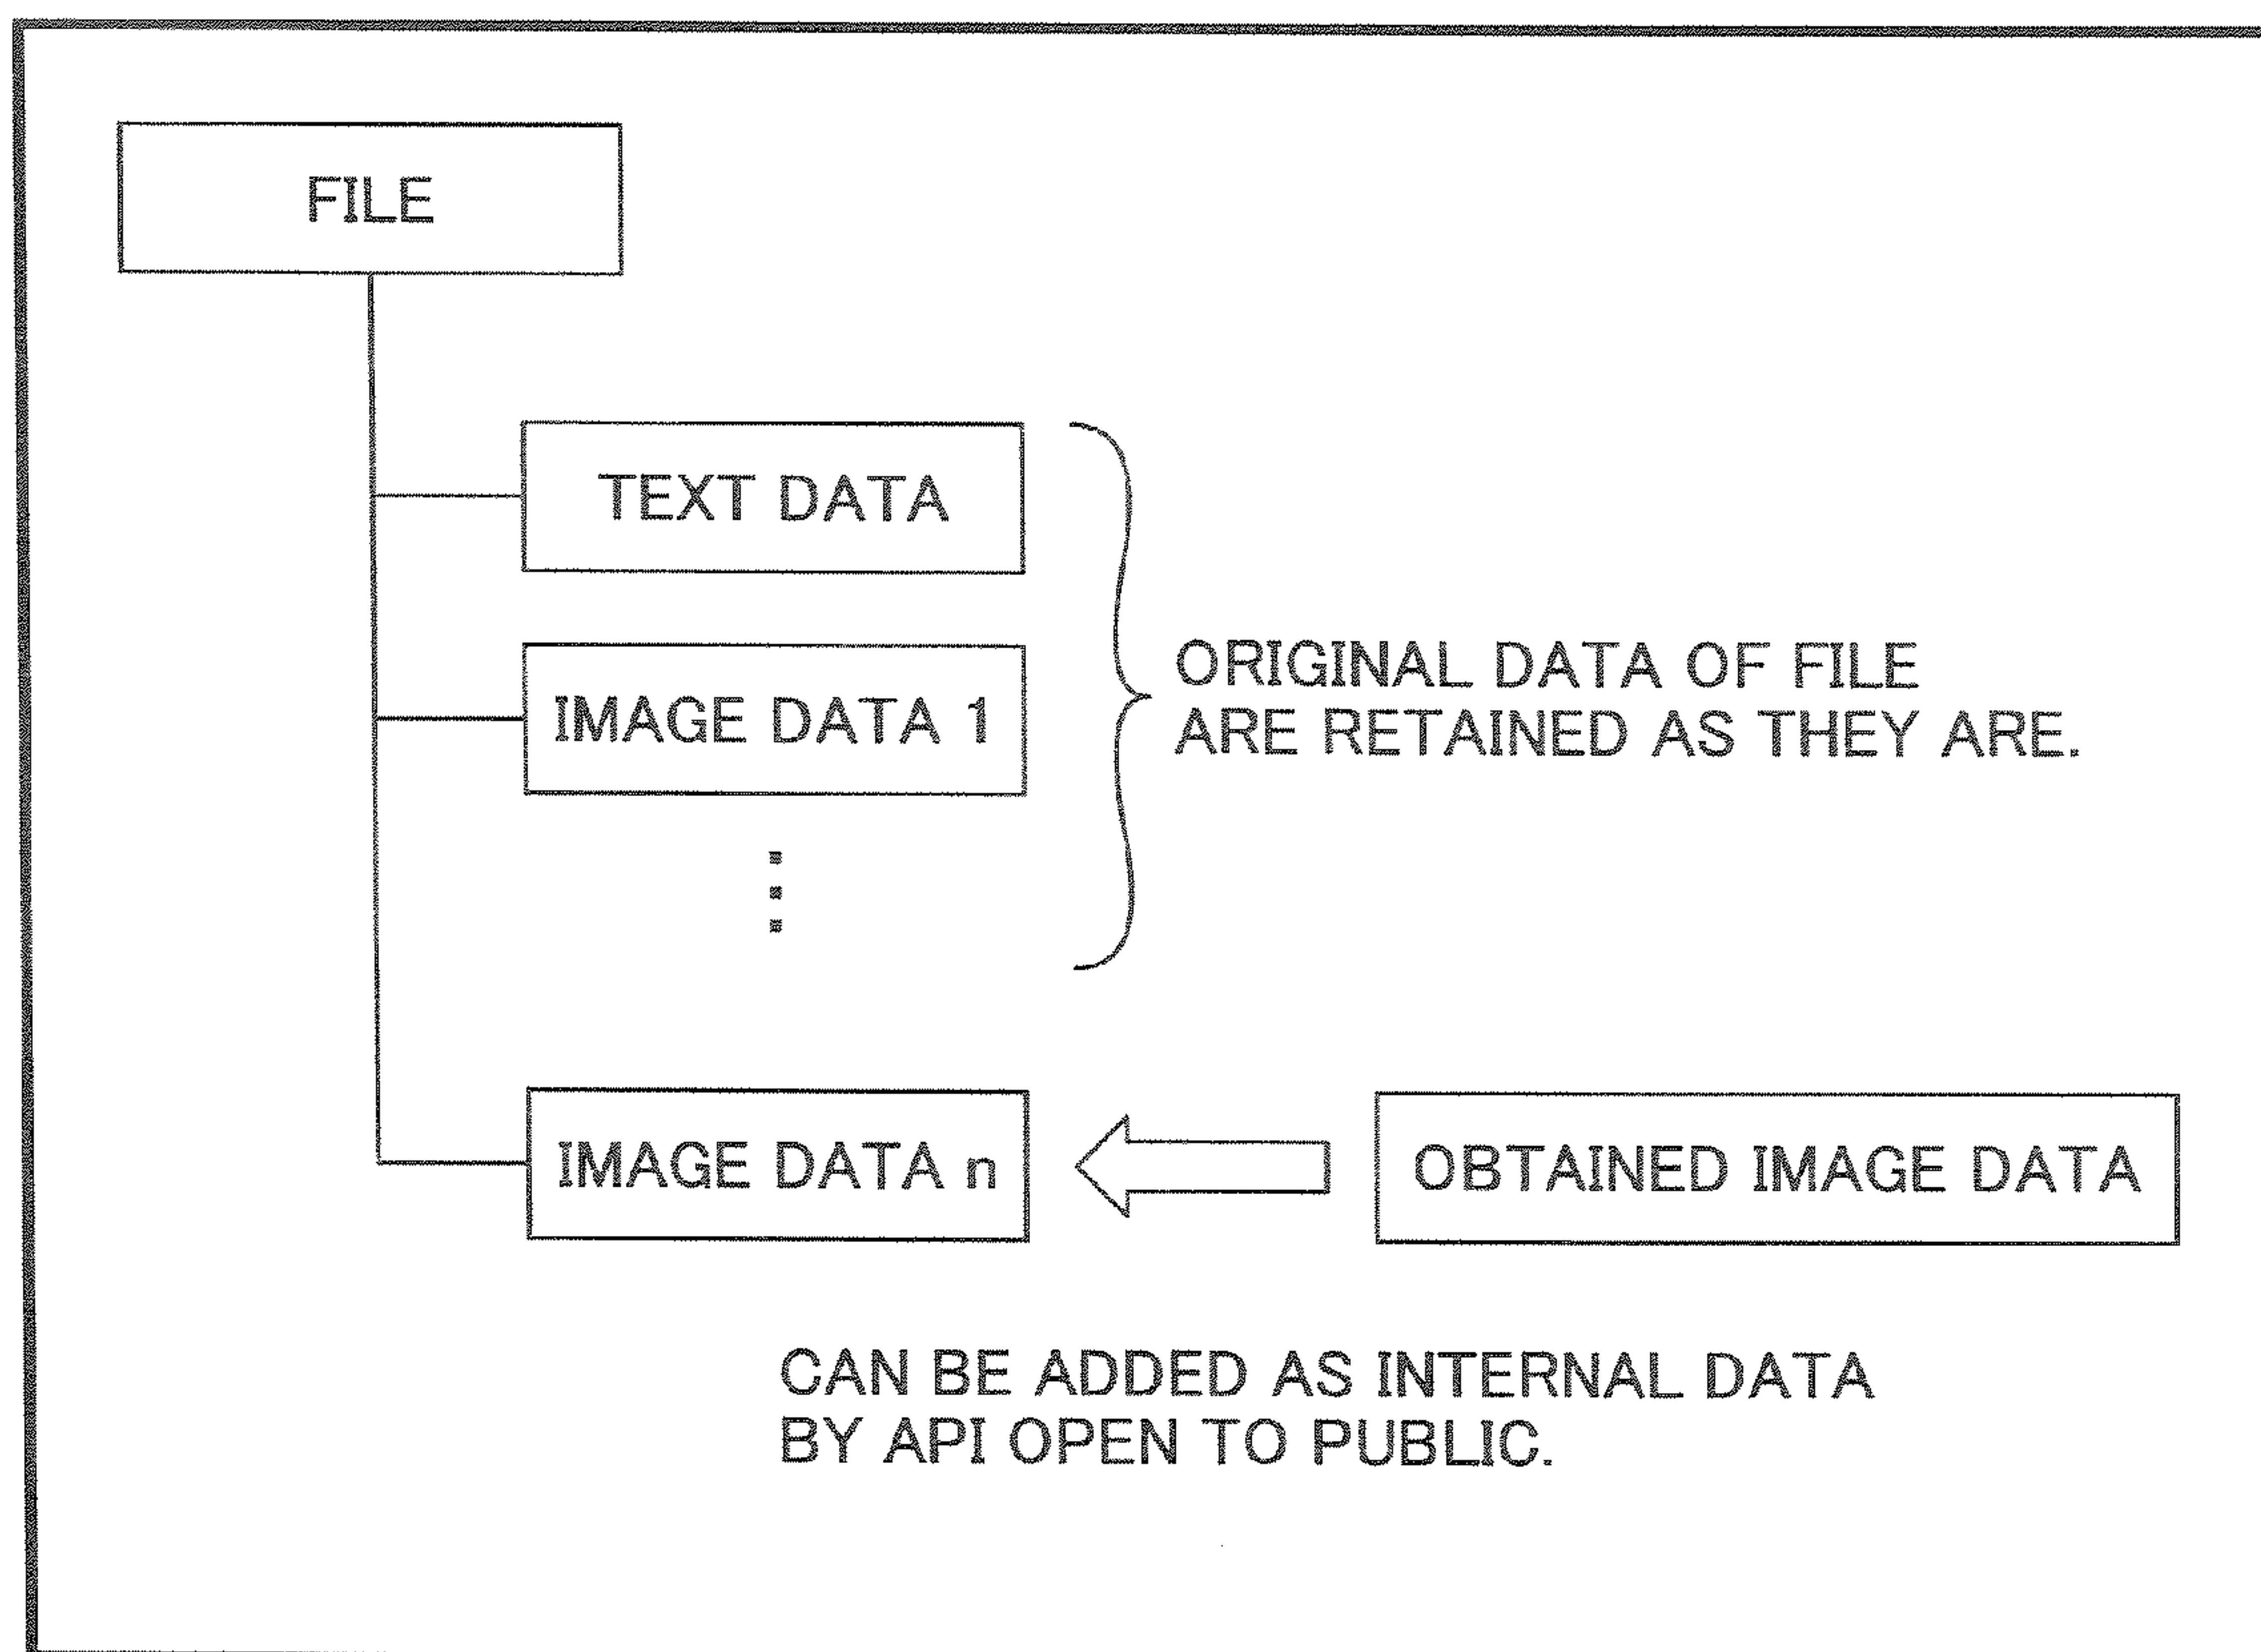 FILE
TEXT DATA
IMAGE DATA 1
ORIGINAL DATA OF FILE
ARE RETAINED AS THEY ARE.
IMAGE DATA n
OBTAINED IMAGE DATA
CAN BE ADDED AS INTERNAL DATA
BY API OPEN TO PUBLIC.